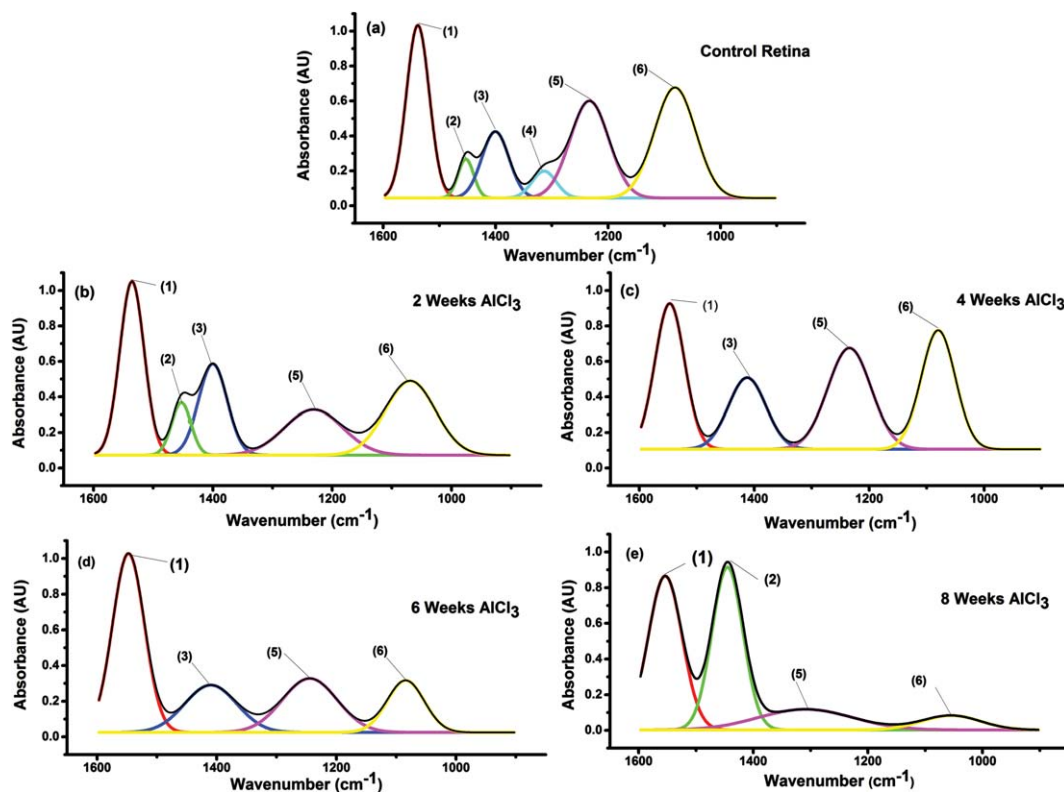 (a)
Control Retina
(1)
(2)
(3)
(4)
(5)
(6)
Absorbance (AU)
1.0
0.8
0.6
0.4
0.2
0.0
1600 1400 1200 1000
Wavenumber (cm⁻¹)
(b)
2 Weeks AlCl₃
(1)
(2)
(3)
(5)
(6)
Absorbance (AU)
1.0
0.8
0.6
0.4
0.2
0.0
1600 1400 1200 1000
Wavenumber (cm⁻¹)
(c)
4 Weeks AlCl₃
(1)
(3)
(5)
(6)
Absorbance (AU)
1.0
0.8
0.6
0.4
0.2
0.0
1600 1400 1200 1000
Wavenumber (cm⁻¹)
(d)
6 Weeks AlCl₃
(1)
(3)
(5)
(6)
Absorbance (AU)
1.0
0.8
0.6
0.4
0.2
0.0
1600 1400 1200 1000
Wavenumber (cm⁻¹)
(e)
8 Weeks AlCl₃
(1)
(2)
(5)
(6)
Absorbance (AU)
1.0
0.8
0.6
0.4
0.2
0.0
1600 1400 1200 1000
Wavenumber (cm⁻¹)